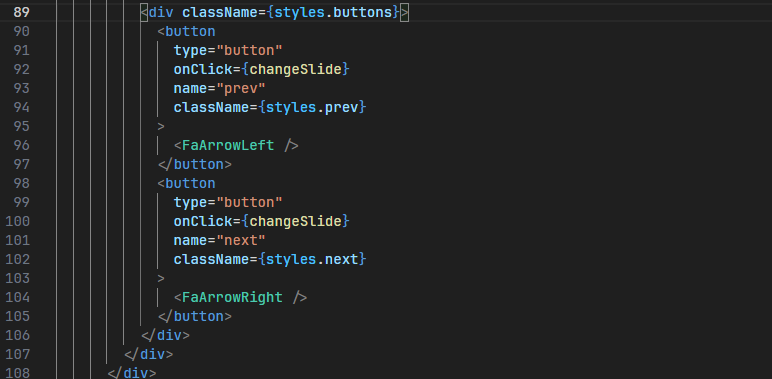 89 <div className={styles.buttons}>
90 <button
91 type="button"
92 onClick={changeSlide}
93 name="prev"
94 className={styles.prev}
95 >
96 <FaArrowLeft />
97 </button>
98 <button
99 type="button"
100 onClick={changeSlide}
101 name="next"
102 className={styles.next}
103 >
104 <FaArrowRight />
105 </button>
106 </div>
107 </div>
108 </div>